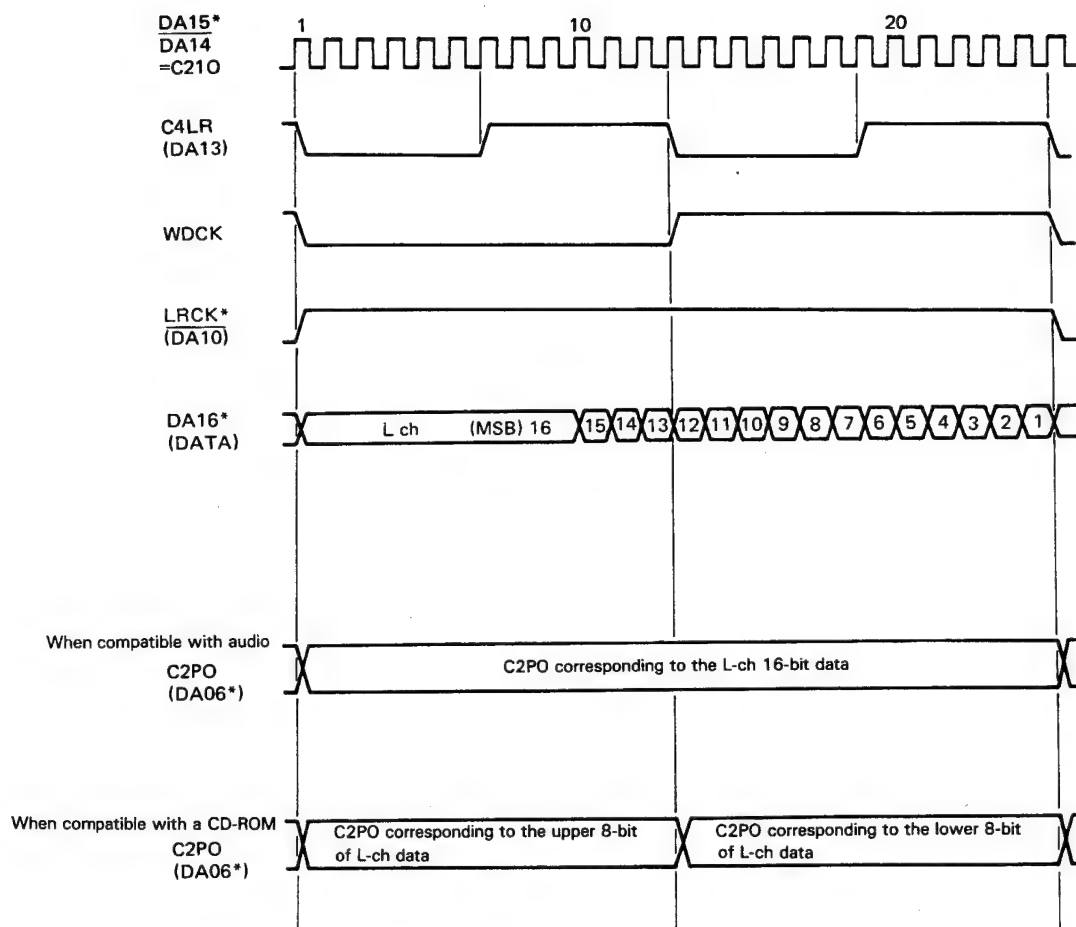 DA15*
1
10
20
DA14
=C210
C4LR
(DA13)
WDCK
LRCK*
(DA10)
DA16*
(DATA)
L ch (MSB) 16 15 14 13 12 11 10 9 8 7 6 5 4 3 2 1
When compatible with audio
C2PO
(DA06*)
C2PO corresponding to the L-ch 16-bit data
When compatible with a CD-ROM
C2PO
(DA06*)
C2PO corresponding to the upper 8-bit
of L-ch data
C2PO corresponding to the lower 8-bit
of L-ch data